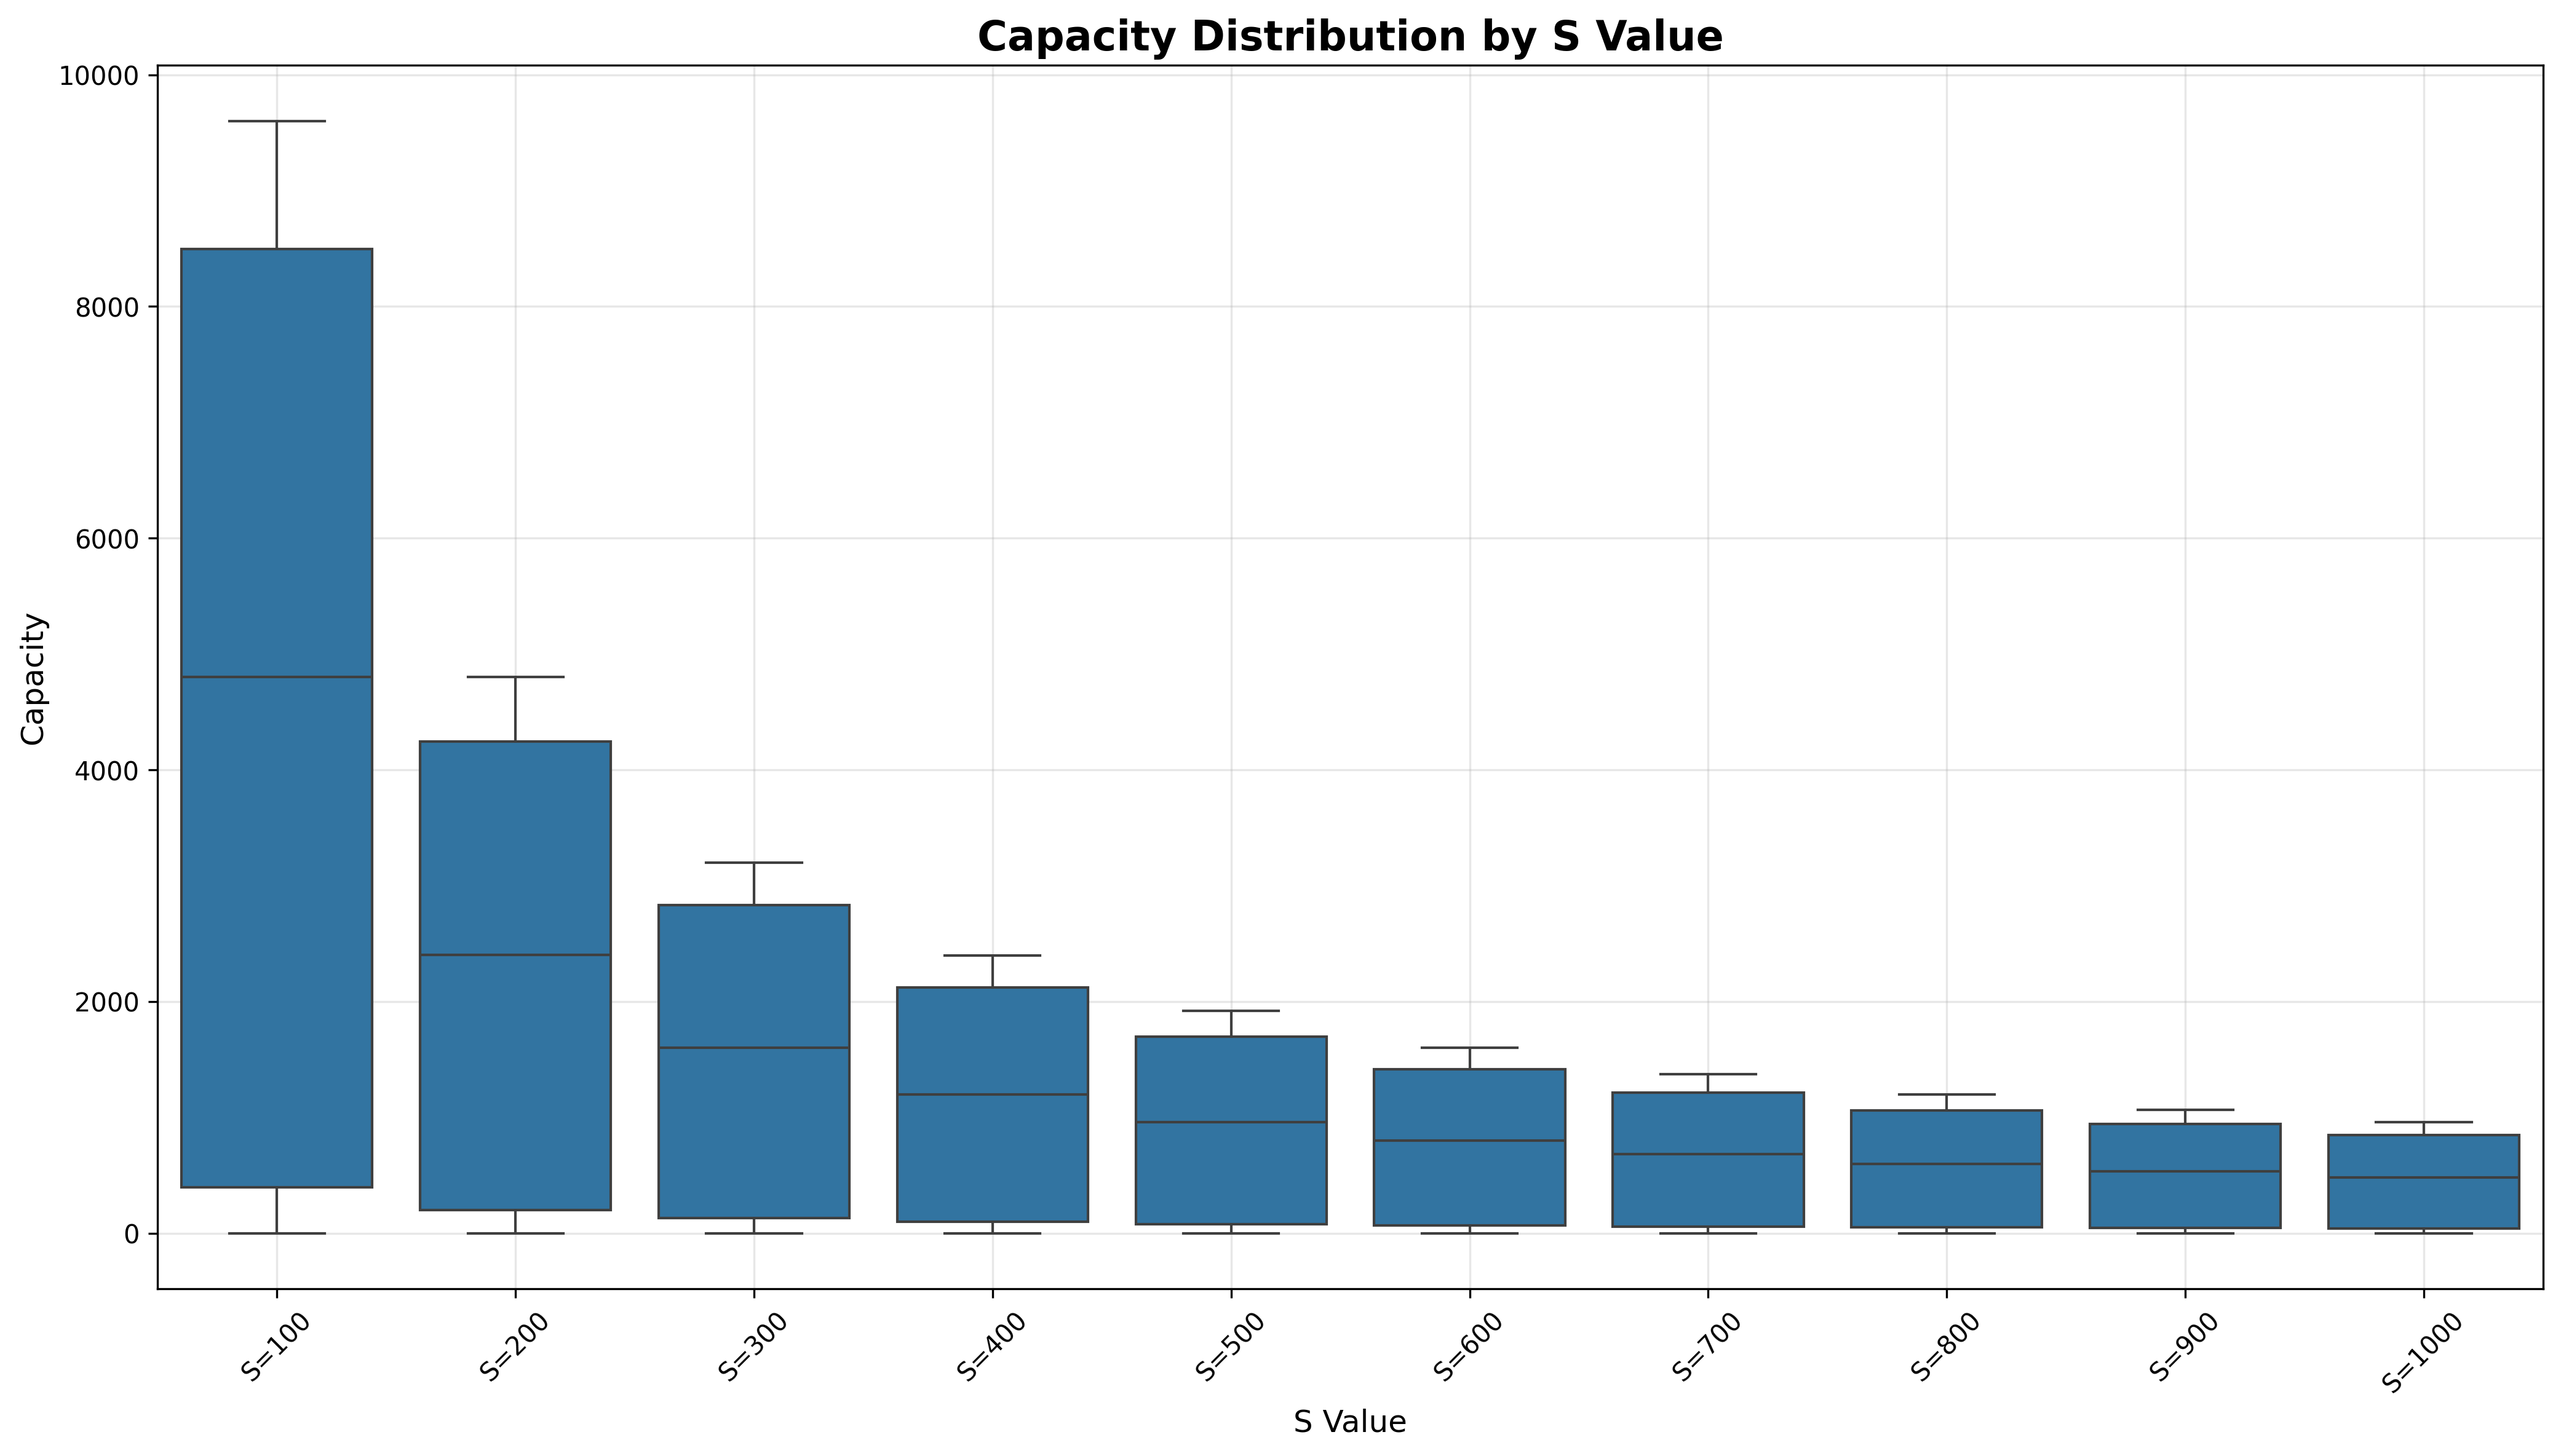 Capacity Distribution by S Value
10000
8000
6000
4000
2000
0
Capacity
S=100
S=200
S=300
S=400
S=500
S=600
S=700
S=800
S=900
S=1000
S Value